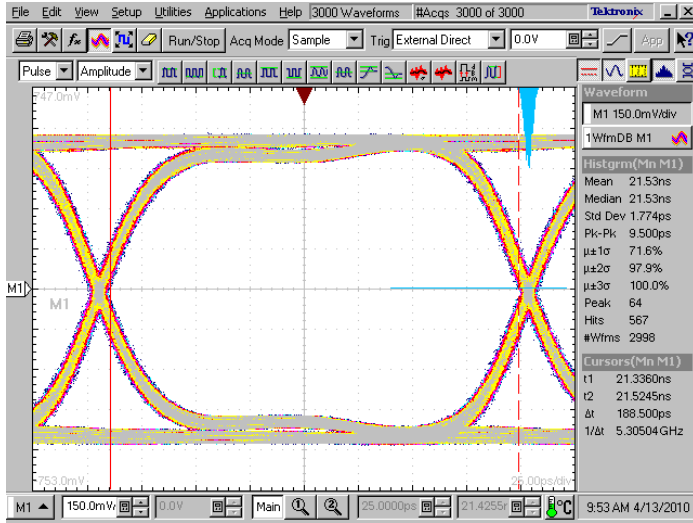 File Edit View Setup Utilities Applications Help 3000 Waveforms #Acqs 3000 of 3000 Tektronix
Run/Stop Acq Mode Sample Trig External Direct 0.0V App
Pulse Amplitude
747.0mV
M1
M1
-753.0mV
25.00ps/div
Waveform
M1 150.0mV/div
1WfmDB M1
Histgrm(Mn M1)
Mean 21.53ns
Median 21.53ns
Std Dev 1.774ps
Pk-Pk 9.500ps
µ±1σ 71.6%
µ±2σ 97.9%
µ±3σ 100.0%
Peak 64
Hits 567
#Wfms 2998
Cursors(Mn M1)
t1 21.3360ns
t2 21.5245ns
Δt 188.500ps
1/Δt 5.30504GHz
M1 150.0mV/ 0.0V Main 1 2 25.0000ps 21.4255r °C 9:53 AM 4/13/2010